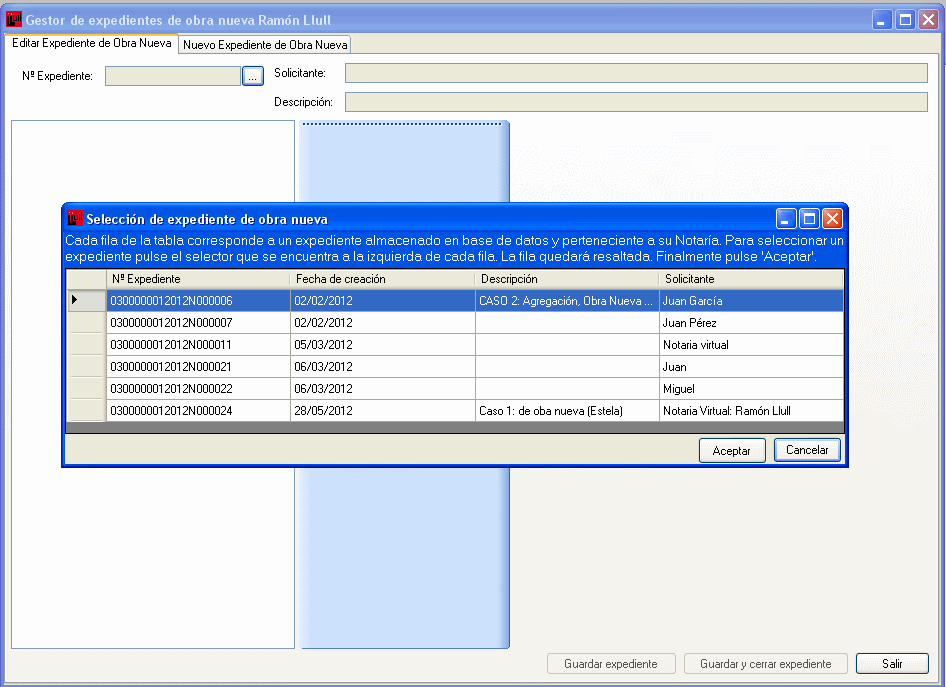 Gestor de expedientes de obra nueva Ramón Llull
Editar Expediente de Obra Nueva Nuevo Expediente de Obra Nueva
Nº Expediente: ... Solicitante:
Descripción:
Selección de expediente de obra nueva
Cada fila de la tabla corresponde a un expediente almacenado en base de datos y perteneciente a su Notaría. Para seleccionar un
expediente pulse el selector que se encuentra a la izquierda de cada fila. La fila quedará resaltada. Finalmente pulse 'Aceptar'.
Nº Expediente Fecha de creación Descripción Solicitante
0300000012012N000006 02/02/2012 CASO 2: Agregación, Obra Nueva ... Juan García
0300000012012N000007 02/02/2012 Juan Pérez
0300000012012N000011 05/03/2012 Notaria virtual
0300000012012N000021 06/03/2012 Juan
0300000012012N000022 06/03/2012 Miguel
0300000012012N000024 28/05/2012 Caso 1: de oba nueva (Estela) Notaria Virtual: Ramón Llull
Aceptar Cancelar
Guardar expediente Guardar y cerrar expediente Salir